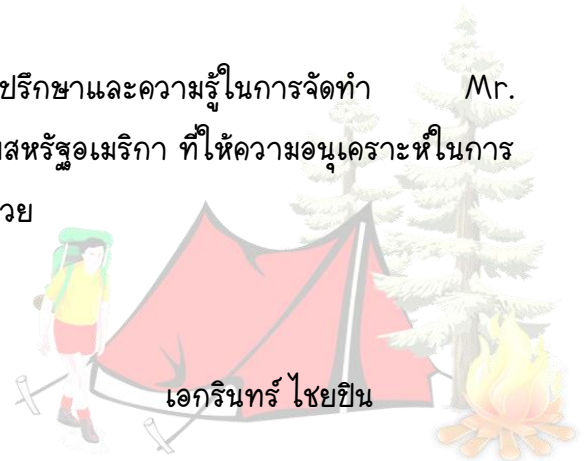 ปรึกษาและความรู้ในการจัดทำ Mr.
สหรัฐอเมริกา ที่ให้ความอนุเคราะห์ในการ
วย
เอกรินทร์ ไชยปิน